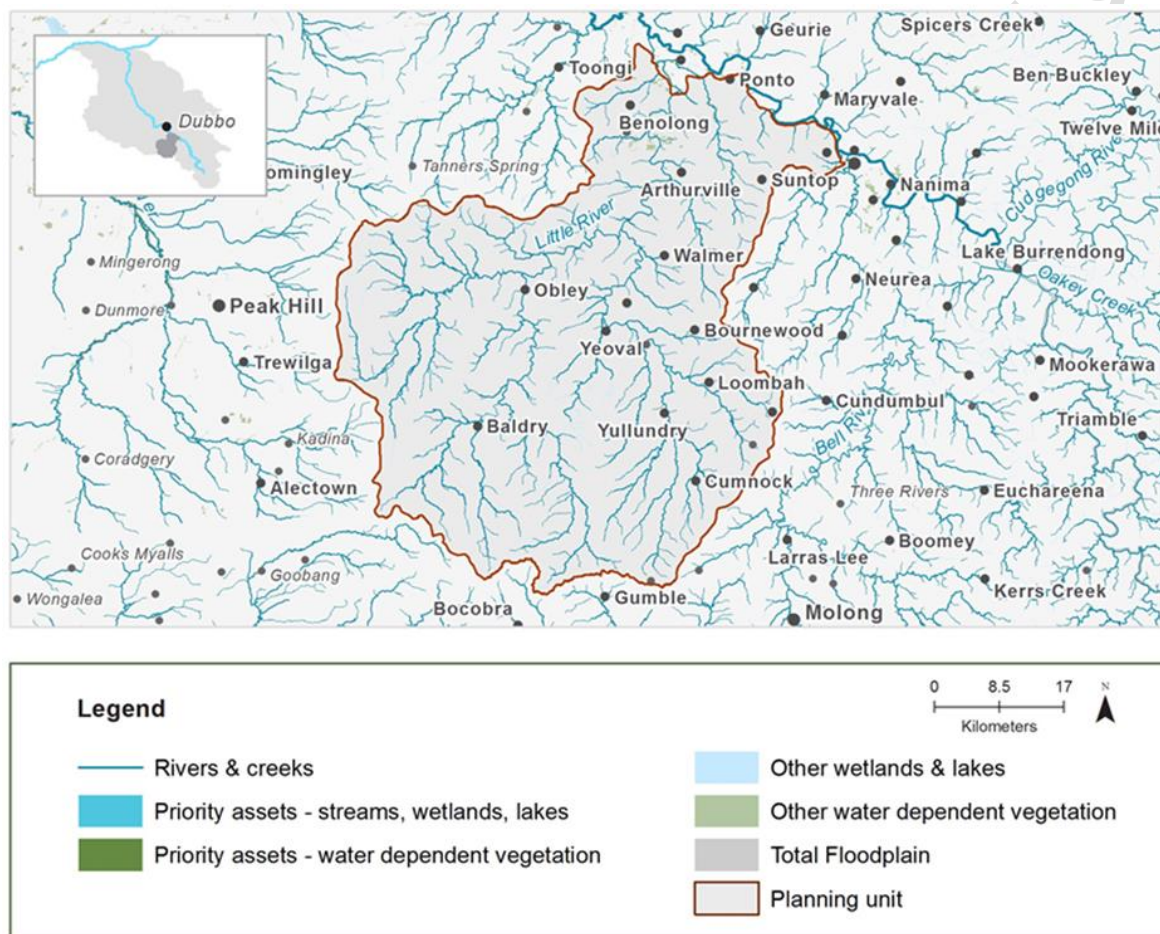 Geurie
Spicers Creek
Toongi
Ponto
Ben Buckley
Maryvale
Dubbo
Benolong
Twelve Mile
omingley
Tanners Spring
Arthurville
Suntop
Nanima
Cudgegong River
Little River
Mingerong
Walmer
Lake Burrendong
Obley
Neurea
Oakey Creek
Dunmore
Peak Hill
Bournewood
Yeoval
Trewilga
Loombah
Mookerawa
Cundumbul
Baldry
Yullundry
Triamble
Kadina
Bell Riv
Coradgery
Alectown
Cumnock
Three Rivers
Euchareena
Cooks Myalls
Larras Lee
Boomey
Goobang
Wongalea
Bocobra
Gumble
Kerrs Creek
Molong
Legend
0 8.5 17
Kilometers
N
Rivers & creeks
Priority assets - streams, wetlands, lakes
Priority assets - water dependent vegetation
Other wetlands & lakes
Other water dependent vegetation
Total Floodplain
Planning unit